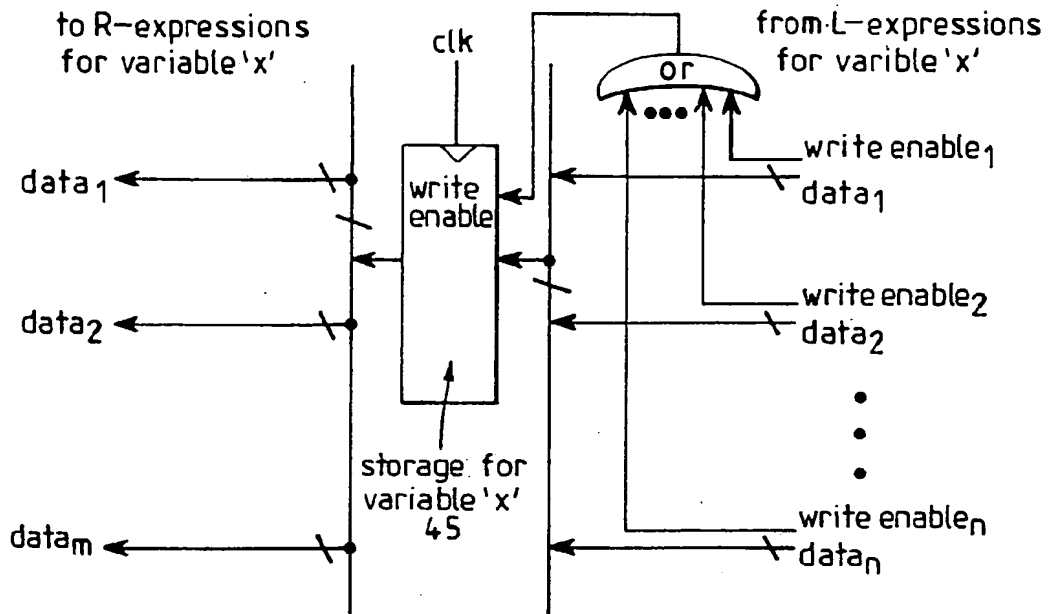 to R-expressions
for variable 'x'
clk
from L-expressions
for varible 'x'
or
write enable1
data1
data1
write
enable
write enable2
data2
data2
storage for
variable 'x'
45
write enablen
datam
datan